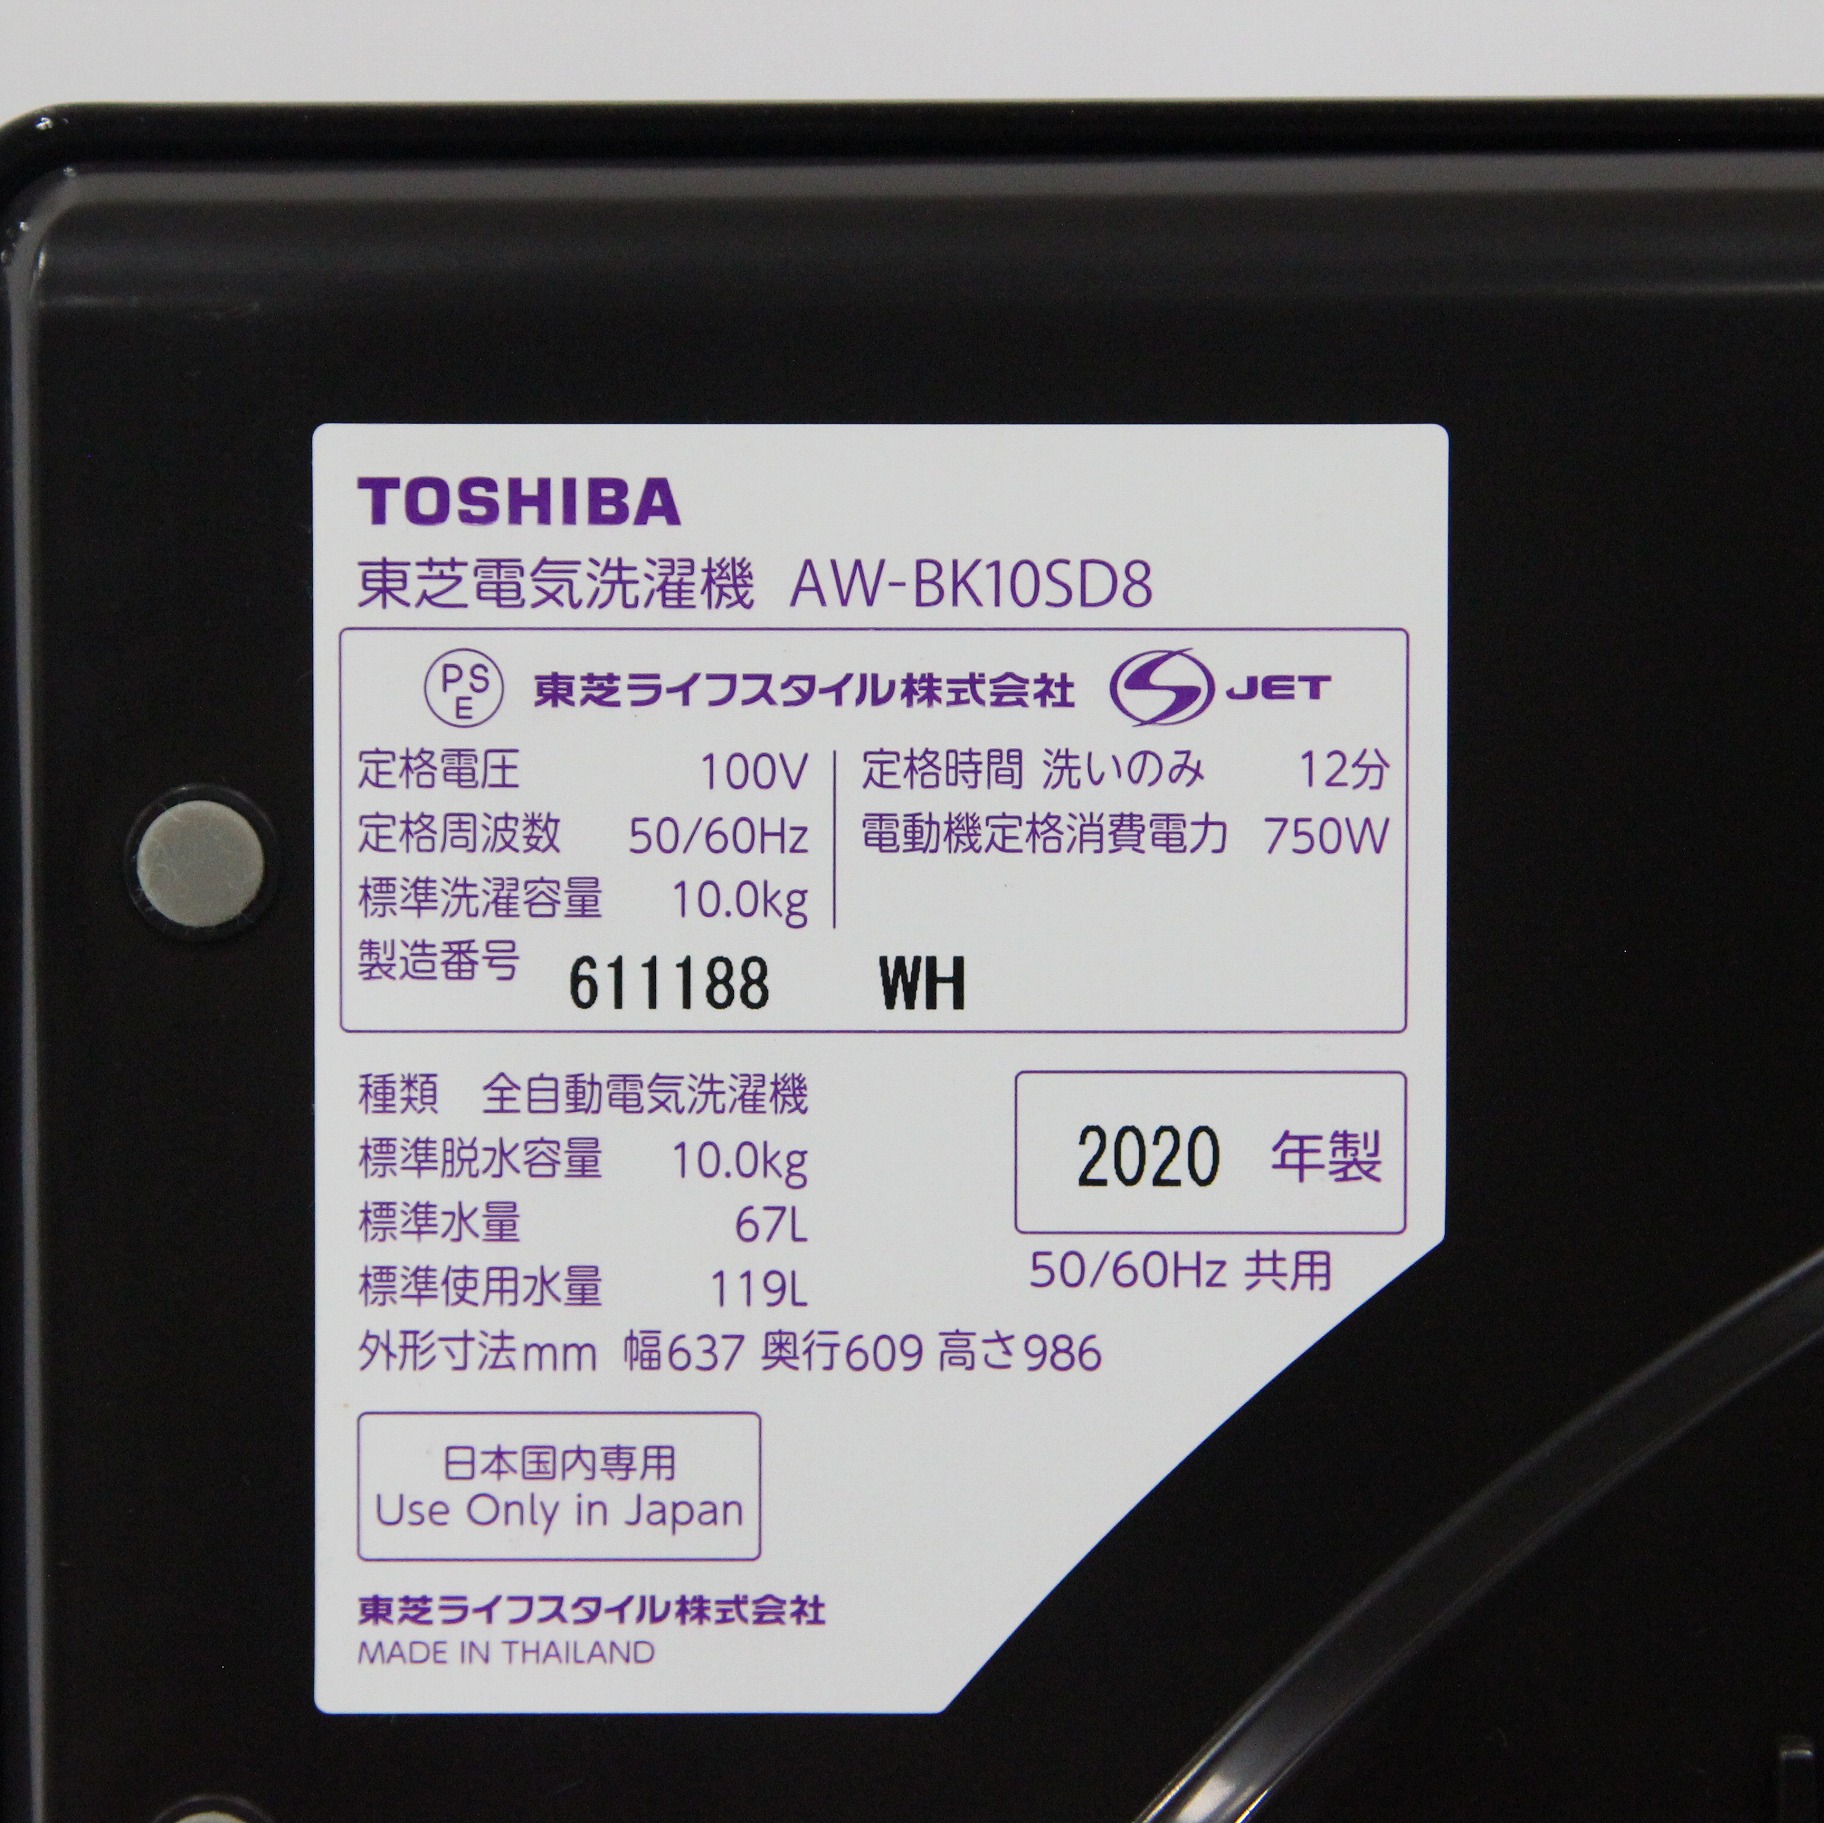 TOSHIBA
東芝電気洗濯機 AW-BK10SD8
PSE 東芝ライフスタイル株式会社 S JET
定格電圧 100V 定格時間 洗いのみ 12分
定格周波数 50/60Hz 電動機定格消費電力 750W
標準洗濯容量 10.0kg
製造番号 611188 WH
種類 全自動電気洗濯機
標準脱水容量 10.0kg
2020 年製
標準水量 67L
標準使用水量 119L
50/60Hz 共用
外形寸法mm 幅637 奥行609 高さ986
日本国内専用
Use Only in Japan
東芝ライフスタイル株式会社
MADE IN THAILAND